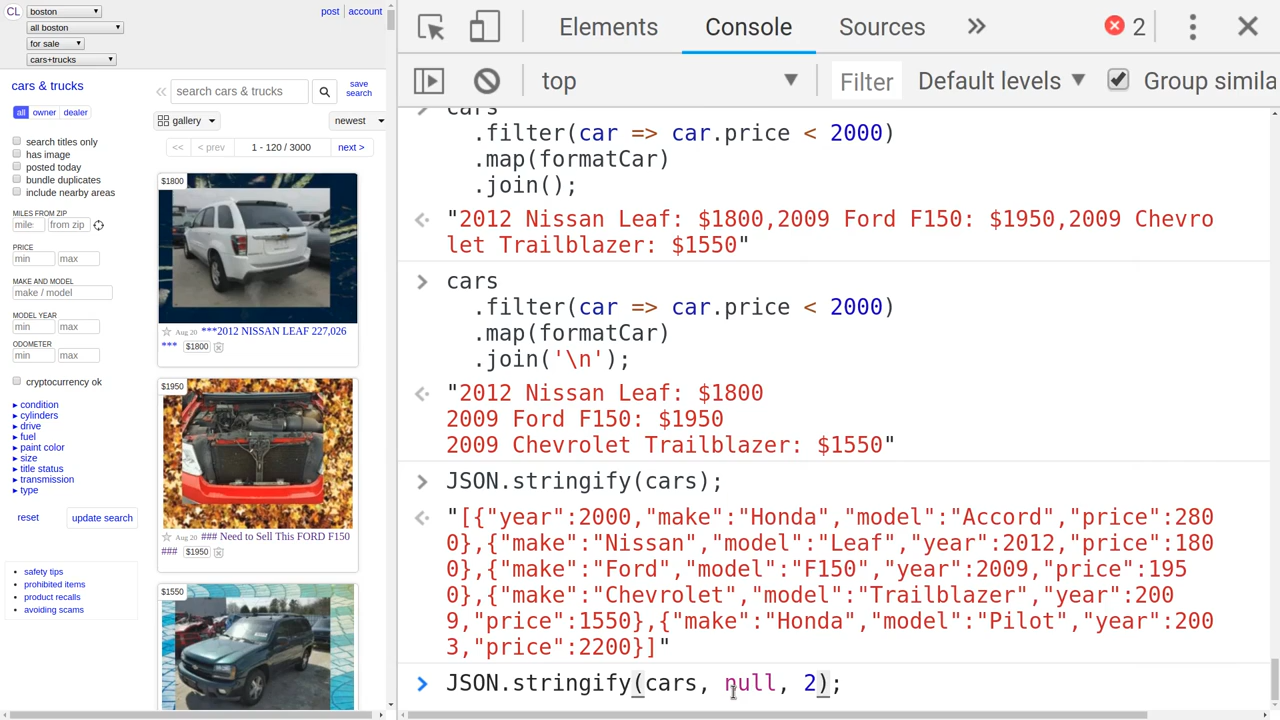 CL
boston
post
account
all boston
for sale
cars+trucks
cars & trucks
all
owner
dealer
search titles only
has image
posted today
bundle duplicates
include nearby areas
MILES FROM ZIP
from zip
PRICE
min
max
MAKE AND MODEL
make / model
MODEL YEAR
min
max
ODOMETER
min
max
cryptocurrency ok
▸ condition
▸ cylinders
▸ drive
▸ fuel
▸ paint color
▸ size
▸ title status
▸ transmission
▸ type
reset
update search
• safety tips
• prohibited items
• product recalls
• avoiding scams
search cars & trucks
save
search
gallery
newest
<<
< prev
1 - 120 / 3000
next >
$1800
Aug 20 ***2012 NISSAN LEAF 227,026
*** $1800
$1950
Aug 20 ### Need to Sell This FORD F150
### $1950
$1550
Elements
Console
Sources
2
top
Filter
Default levels
Group simila
cars
.filter(car => car.price < 2000)
.map(formatCar)
.join();
"2012 Nissan Leaf: $1800,2009 Ford F150: $1950,2009 Chevro
let Trailblazer: $1550"
cars
.filter(car => car.price < 2000)
.map(formatCar)
.join('\n');
"2012 Nissan Leaf: $1800
2009 Ford F150: $1950
2009 Chevrolet Trailblazer: $1550"
JSON.stringify(cars);
"[{"year":2000,"make":"Honda","model":"Accord","price":280
0},{"make":"Nissan","model":"Leaf","year":2012,"price":180
0},{"make":"Ford","model":"F150","year":2009,"price":195
0},{"make":"Chevrolet","model":"Trailblazer","year":200
9,"price":1550},{"make":"Honda","model":"Pilot","year":200
3,"price":2200}]"
JSON.stringify(cars, null, 2);